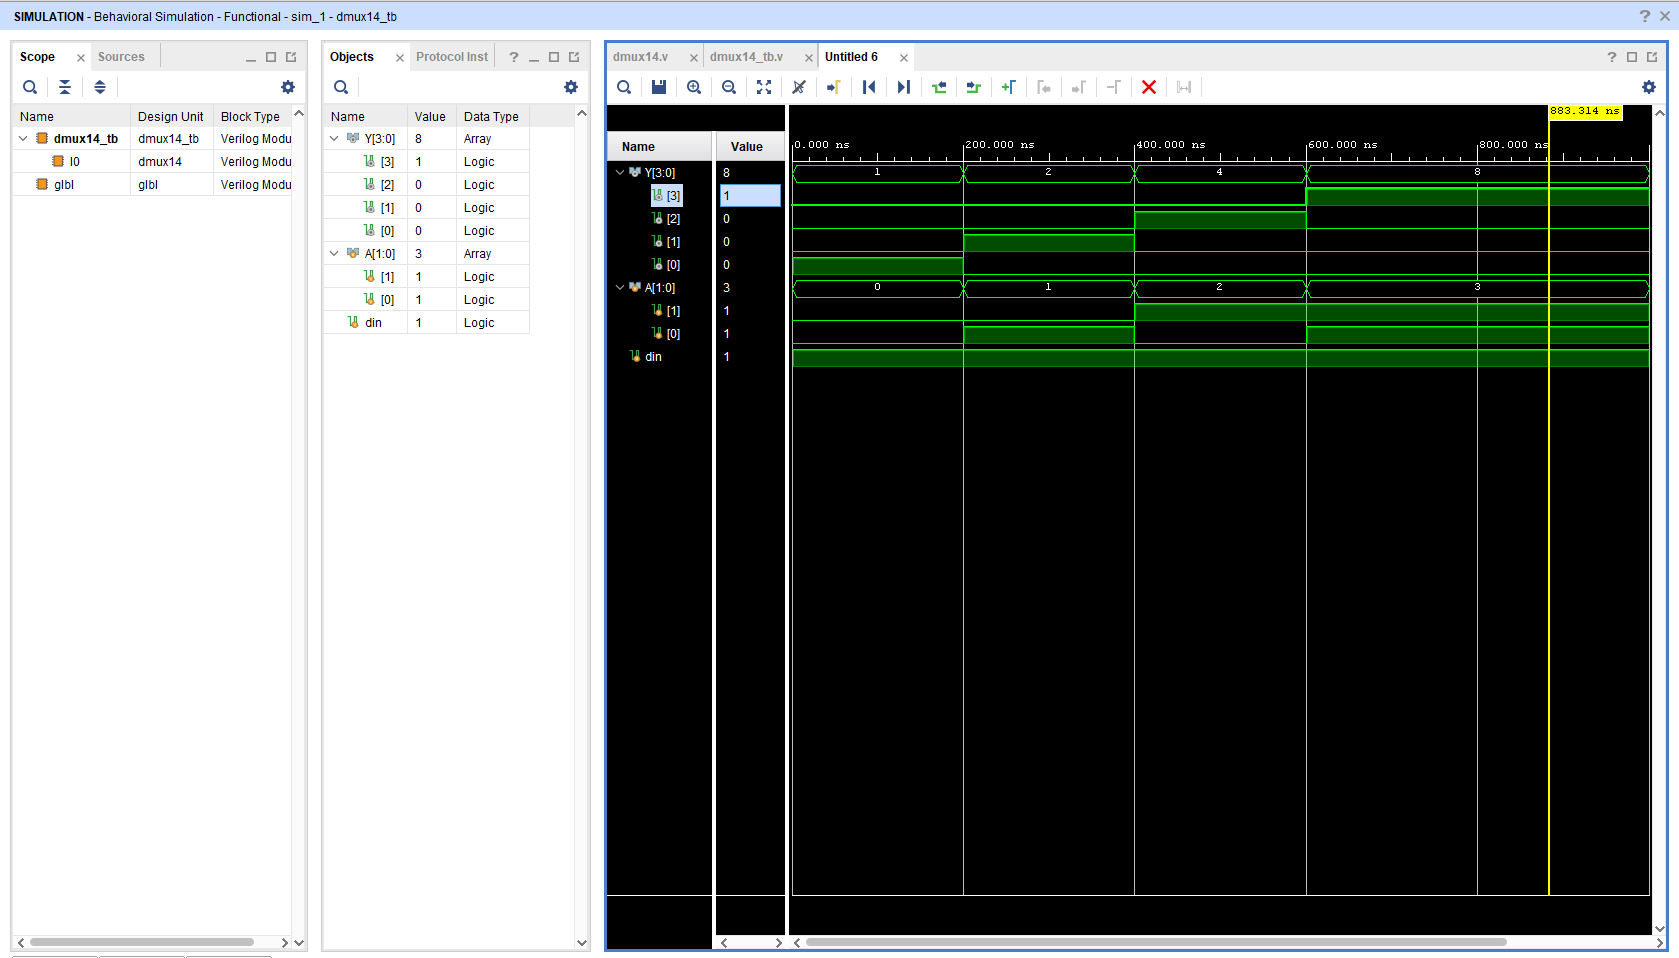 SIMULATION - Behavioral Simulation - Functional - sim_1 - dmux14_tb
Scope Sources
Name Design Unit Block Type
dmux14_tb dmux14_tb Verilog Modu
I0 dmux14 Verilog Modu
glbl glbl Verilog Modu
Objects Protocol Inst
Name Value Data Type
Y[3:0] 8 Array
[3] 1 Logic
[2] 0 Logic
[1] 0 Logic
[0] 0 Logic
A[1:0] 3 Array
[1] 1 Logic
[0] 1 Logic
din 1 Logic
dmux14.v dmux14_tb.v Untitled 6
883.314 ns
Name Value
0.000 ns 200.000 ns 400.000 ns 600.000 ns 800.000 ns
Y[3:0] 8 1 2 4 8
[3] 1
[2] 0
[1] 0
[0] 0
A[1:0] 3 0 1 2 3
[1] 1
[0] 1
din 1